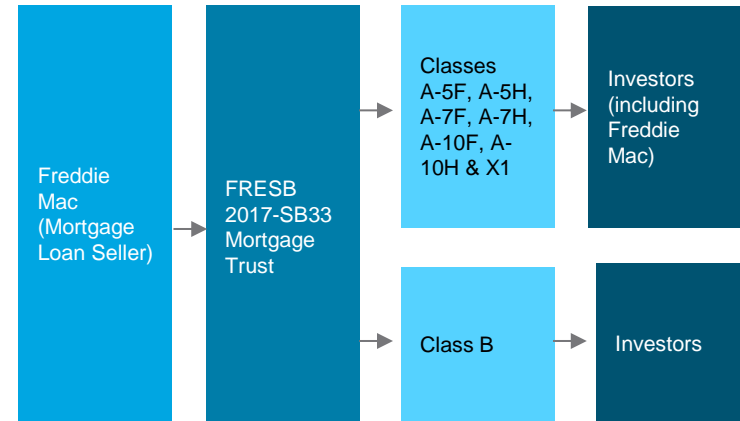 Freddie
Mac
(Mortgage
Loan Seller)
FRESB
2017-SB33
Mortgage
Trust
Classes
A-5F, A-5H,
A-7F, A-7H,
A-10F, A-
10H & X1
Investors
(including
Freddie
Mac)
Class B
Investors